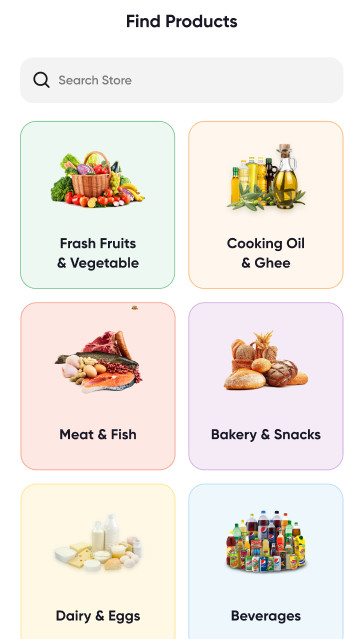 Find Products
Search Store
Frash Fruits
& Vegetable
Cooking Oil
& Ghee
Meat & Fish
Bakery & Snacks
Dairy & Eggs
Beverages